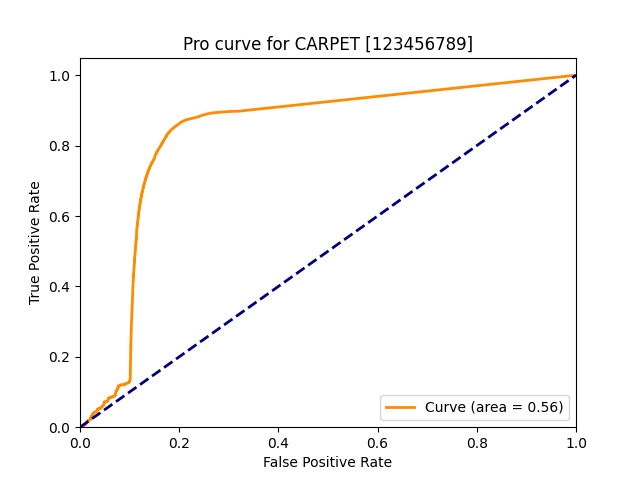 Pro curve for CARPET [123456789]
1.0
0.8
0.6
0.4
0.2
0.0
True Positive Rate
Curve (area = 0.56)
0.0 0.2 0.4 0.6 0.8 1.0
False Positive Rate